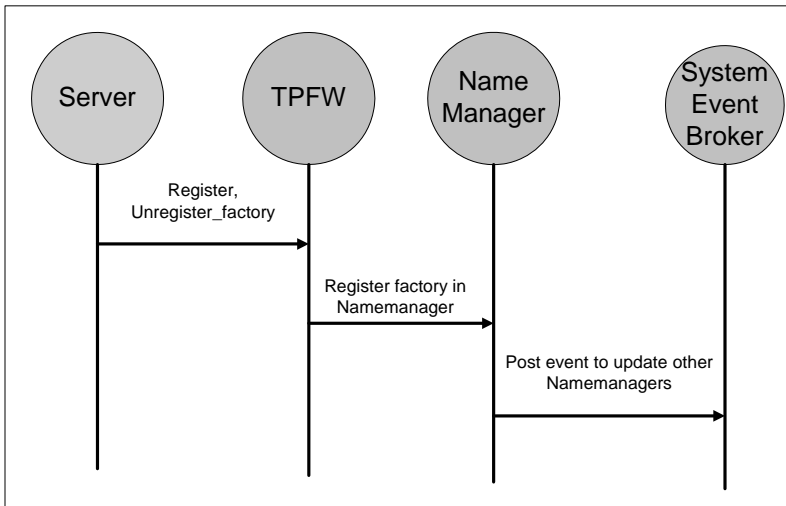 Server
TPFW
Name
Manager
System
Event
Broker
Register,
Unregister_factory
Register factory in
Namemanager
Post event to update other
Namemanagers